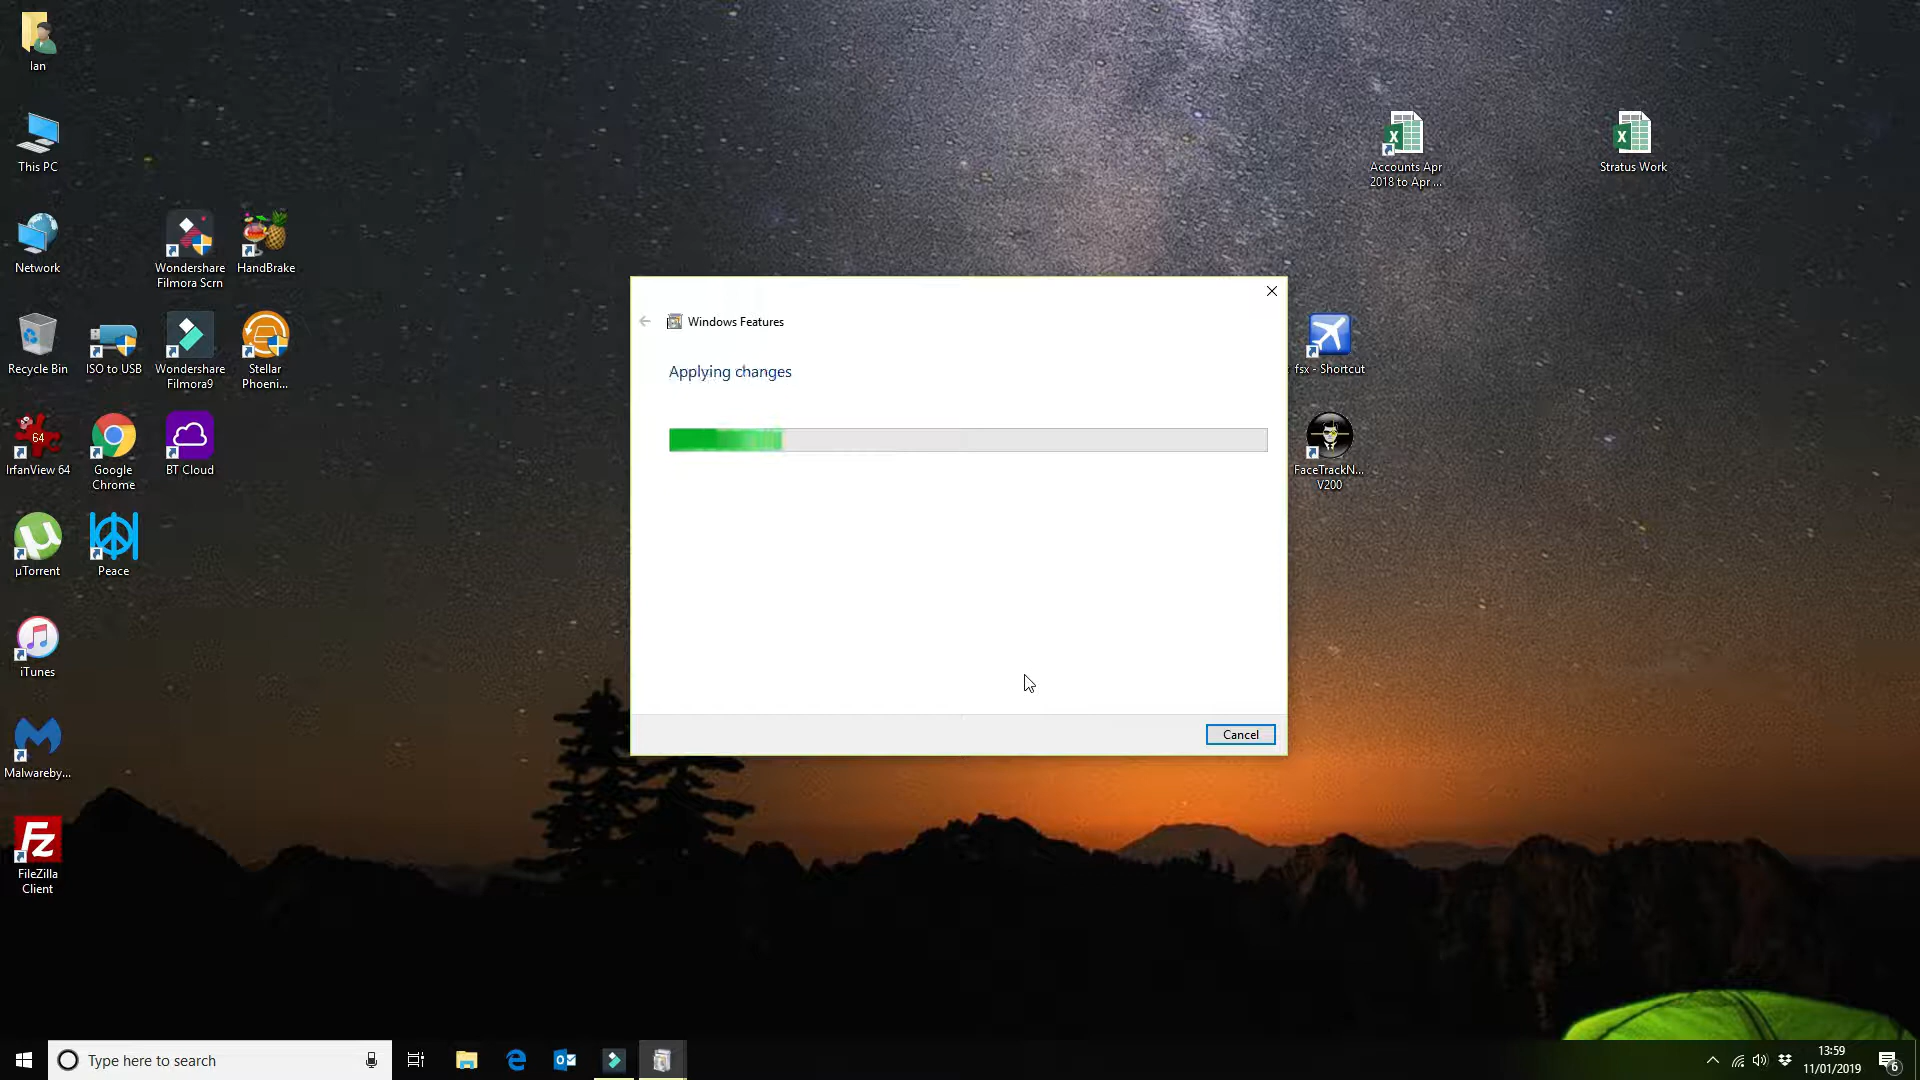 Ian
This PC
Network
Recycle Bin
IrfanView 64
64
µTorrent
iTunes
Malwareby...
FileZilla
Client
ISO to USB
Google
Chrome
Peace
Wondershare
Filmora Scrn
Wondershare
Filmora9
BT Cloud
HandBrake
Stellar
Phoeni...
Windows Features
Applying changes
Cancel
Accounts Apr
2018 to Apr ...
Stratus Work
fsx - Shortcut
FaceTrackN...
V200
Type here to search
13:59
11/01/2019
6